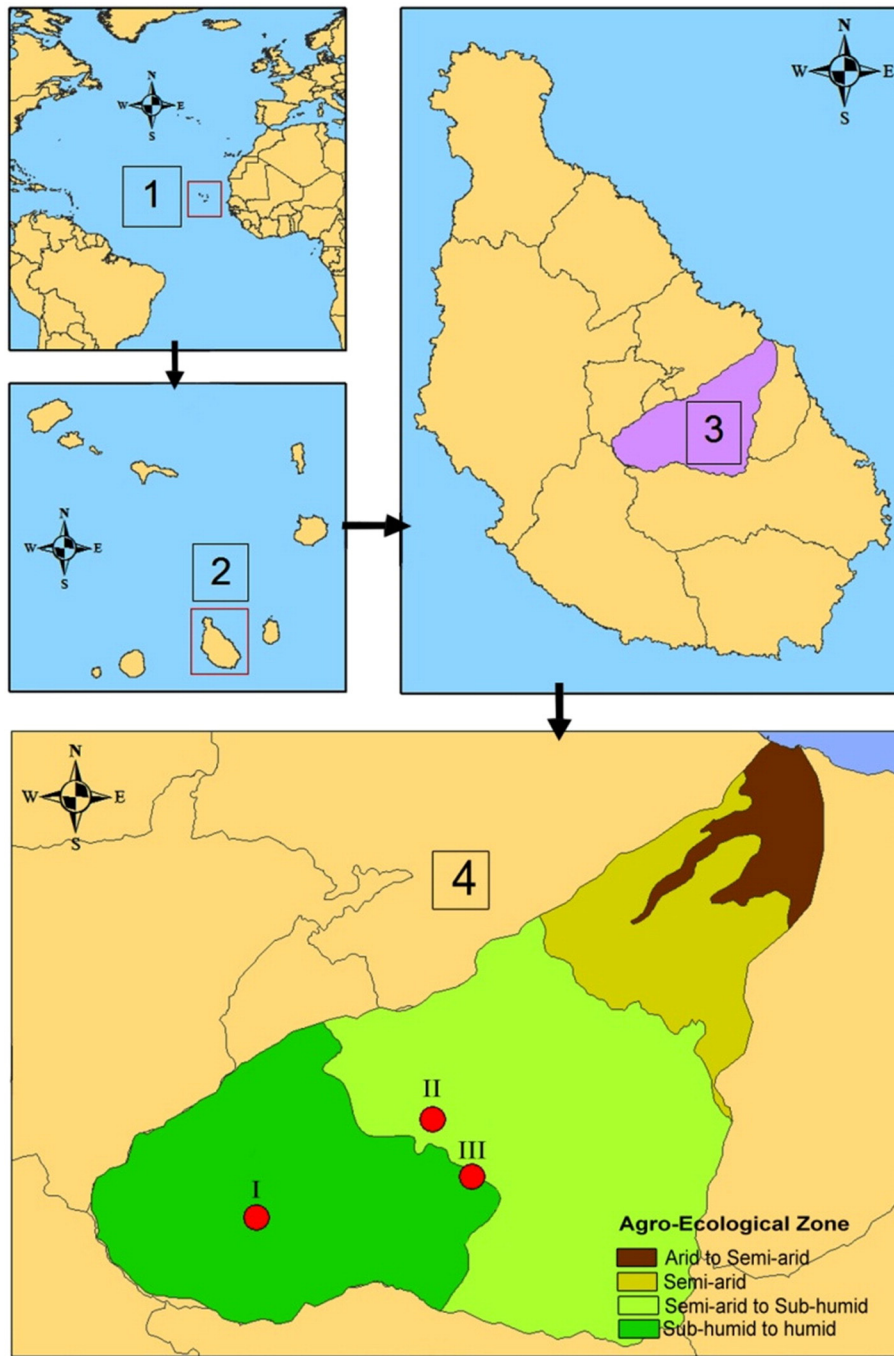 N
W E
S
1
N
W E
S
2
N
W E
S
3
N
W E
S
4
II
III
I
Agro-Ecological Zone
Arid to Semi-arid
Semi-arid
Semi-arid to Sub-humid
Sub-humid to humid